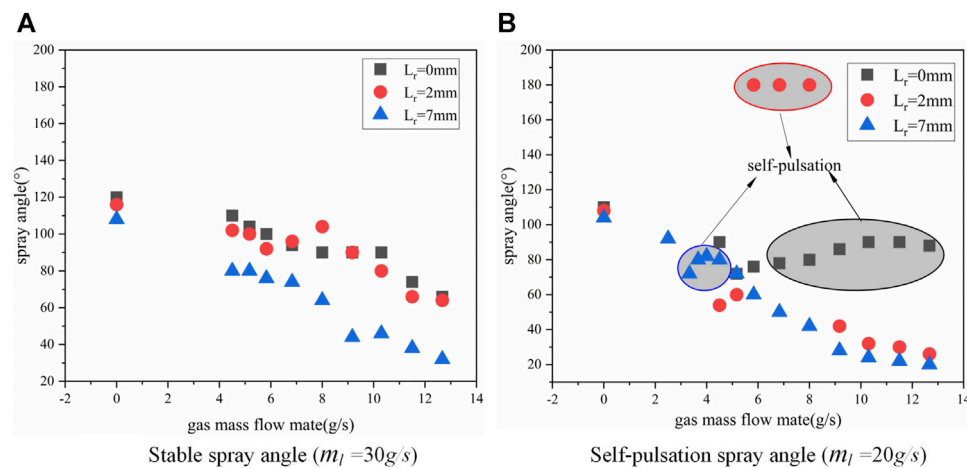 A
200
180
160
140
120
100
80
60
40
20
-2
0
2
4
6
8
10
12
14
spray angle(°)
gas mass flow mate(g/s)
L_r=0mm
L_r=2mm
L_r=7mm
Stable spray angle (m_l =30g/s)
B
200
180
160
140
120
100
80
60
40
20
-2
0
2
4
6
8
10
12
14
spray angle(°)
gas mass flow mate(g/s)
L_r=0mm
L_r=2mm
L_r=7mm
self-pulsation
Self-pulsation spray angle (m_l =20g/s)